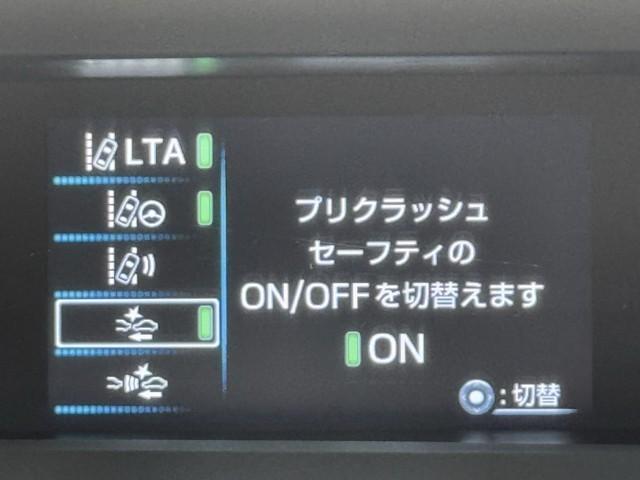 LTA
プリクラッシュ
セーフティの
ON/OFFを切替えます
ON
:切替